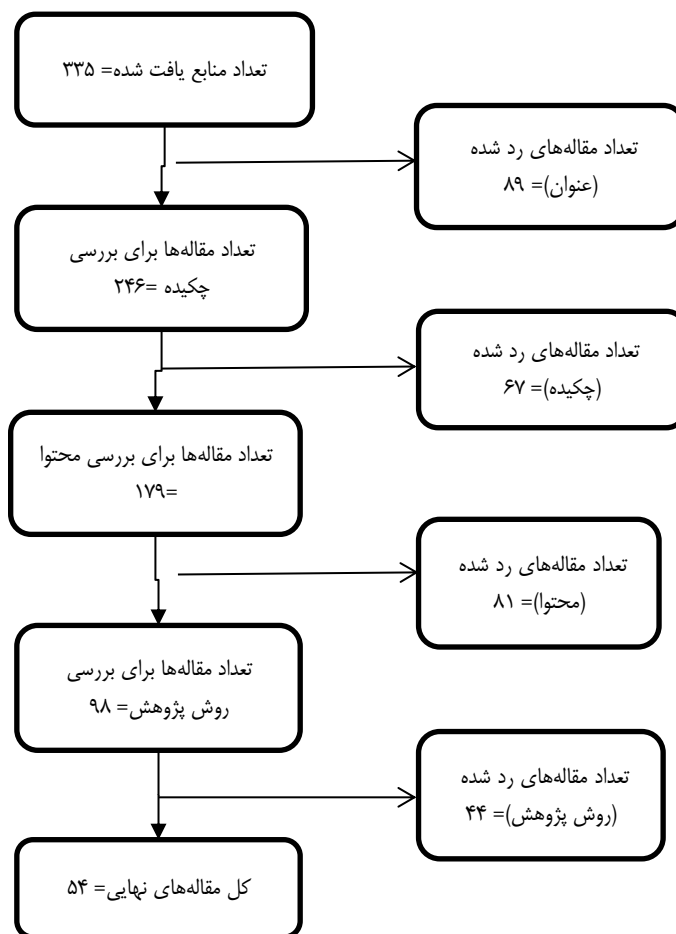 تعداد منابع یافت شده= ۳۳۵
تعداد مقاله‌های رد شده
(عنوان)= ۸۹
تعداد مقاله‌ها برای بررسی
چکیده =۲۴۶
تعداد مقاله‌های رد شده
(چکیده)= ۶۷
تعداد مقاله‌ها برای بررسی محتوا
=۱۷۹
تعداد مقاله‌های رد شده
(محتوا)= ۸۱
تعداد مقاله‌ها برای بررسی
روش پژوهش= ۹۸
تعداد مقاله‌های رد شده
(روش پژوهش)= ۴۴
کل مقاله‌های نهایی= ۵۴